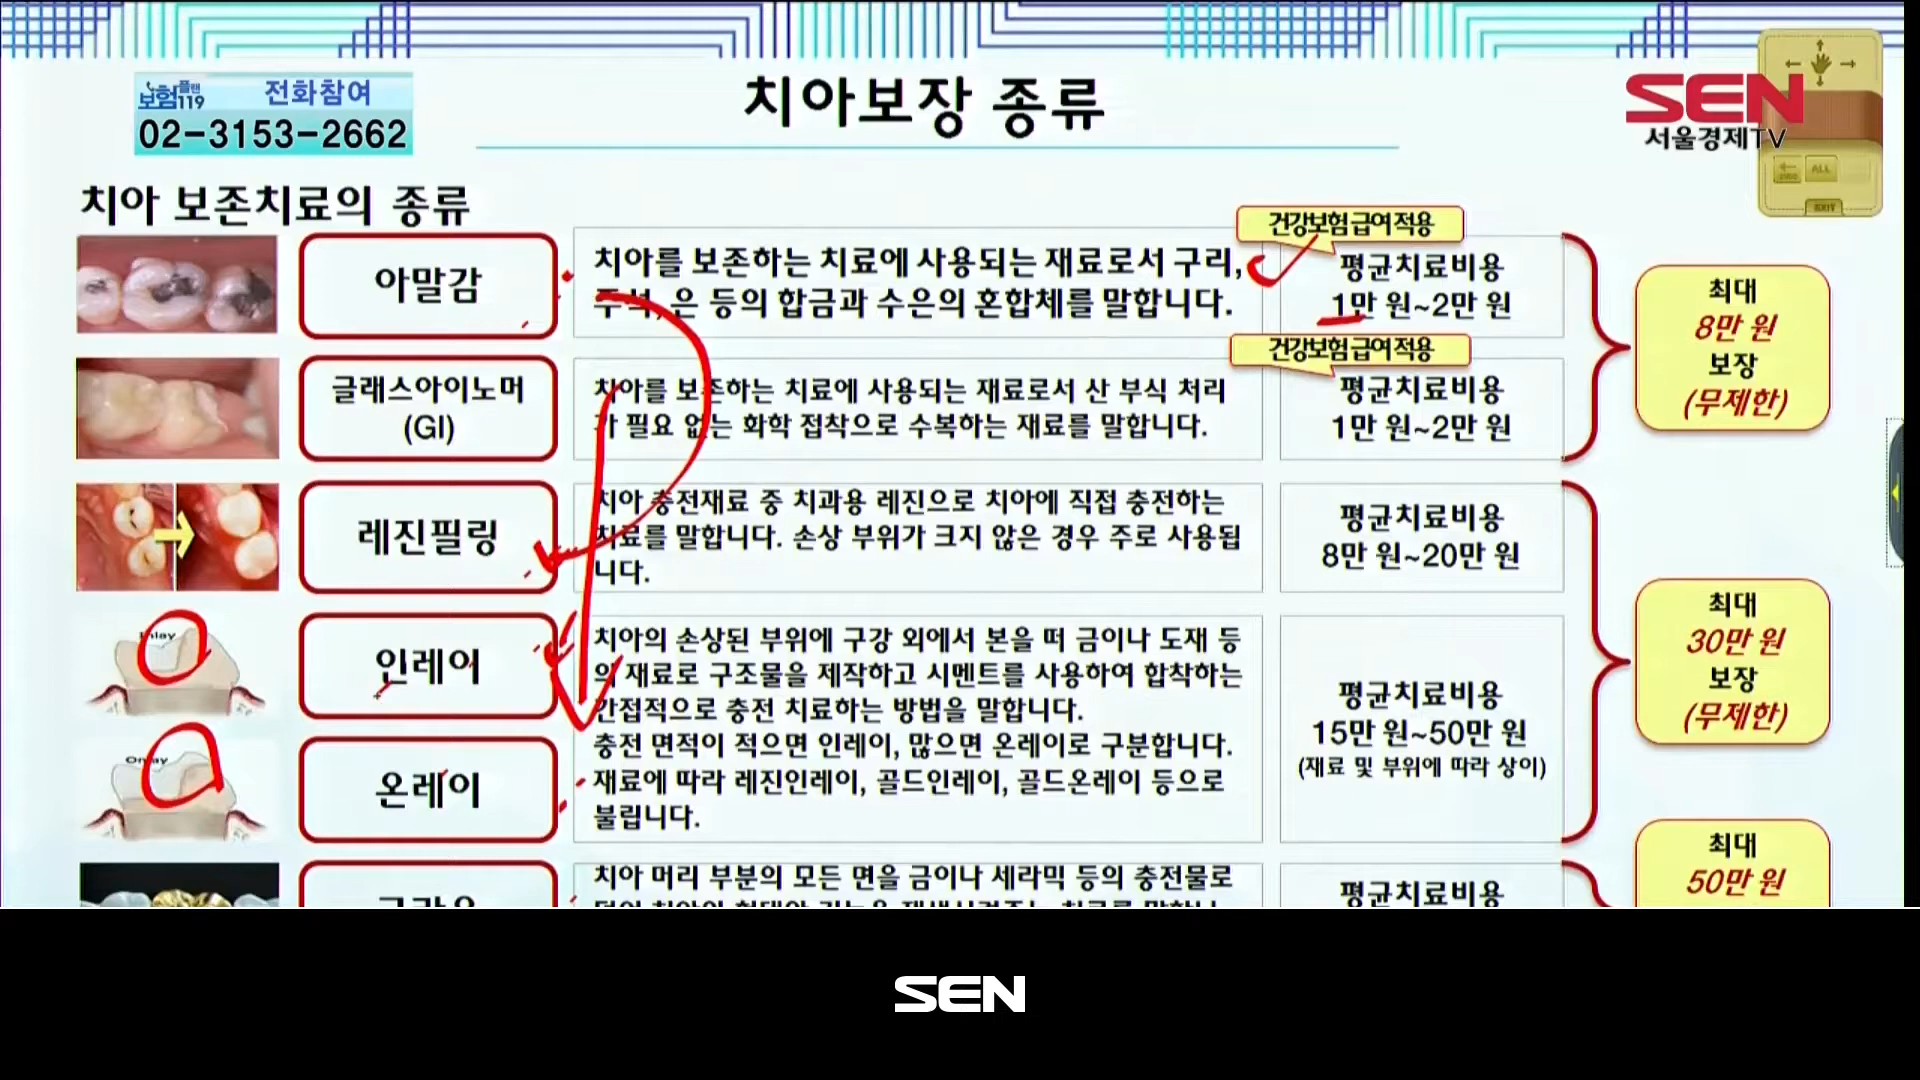 보험플랜119 전화참여
02-3153-2662
치아보장 종류
SEN
서울경제TV
ALL
EXIT
치아 보존치료의 종류
아말감
치아를 보존하는 치료에 사용되는 재료로서 구리,
주석, 은 등의 합금과 수은의 혼합체를 말합니다.
건강보험 급여 적용
평균치료비용
1만 원~2만 원
글래스아이노머
(GI)
치아를 보존하는 치료에 사용되는 재료로서 산 부식 처리
가 필요 없는 화학 접착으로 수복하는 재료를 말합니다.
건강보험 급여 적용
평균치료비용
1만 원~2만 원
최대
8만 원
보장
(무제한)
레진필링
치아 충전재료 중 치과용 레진으로 치아에 직접 충전하는
치료를 말합니다. 손상 부위가 크지 않은 경우 주로 사용됩
니다.
평균치료비용
8만 원~20만 원
Inlay
인레이
Onlay
온레이
치아의 손상된 부위에 구강 외에서 본을 떠 금이나 도재 등
의 재료로 구조물을 제작하고 시멘트를 사용하여 합착하는
간접적으로 충전 치료하는 방법을 말합니다.
충전 면적이 적으면 인레이, 많으면 온레이로 구분합니다.
재료에 따라 레진인레이, 골드인레이, 골드온레이 등으로
불립니다.
평균치료비용
15만 원~50만 원
(재료 및 부위에 따라 상이)
최대
30만 원
보장
(무제한)
치아 머리 부분의 모든 면을 금이나 세라믹 등의 충전물로
평균치료비용
최대
50만 원
SEN